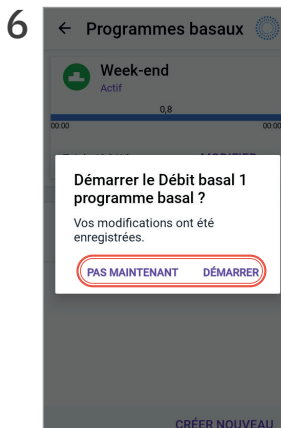 6
Programmes basaux
Week-end
Actif
0,8
00:00 00:00
MODIFIER
Démarrer le Débit basal 1
programme basal ?
Vos modifications ont été
enregistrées.
PAS MAINTENANT DÉMARRER
CRÉER NOUVEAU